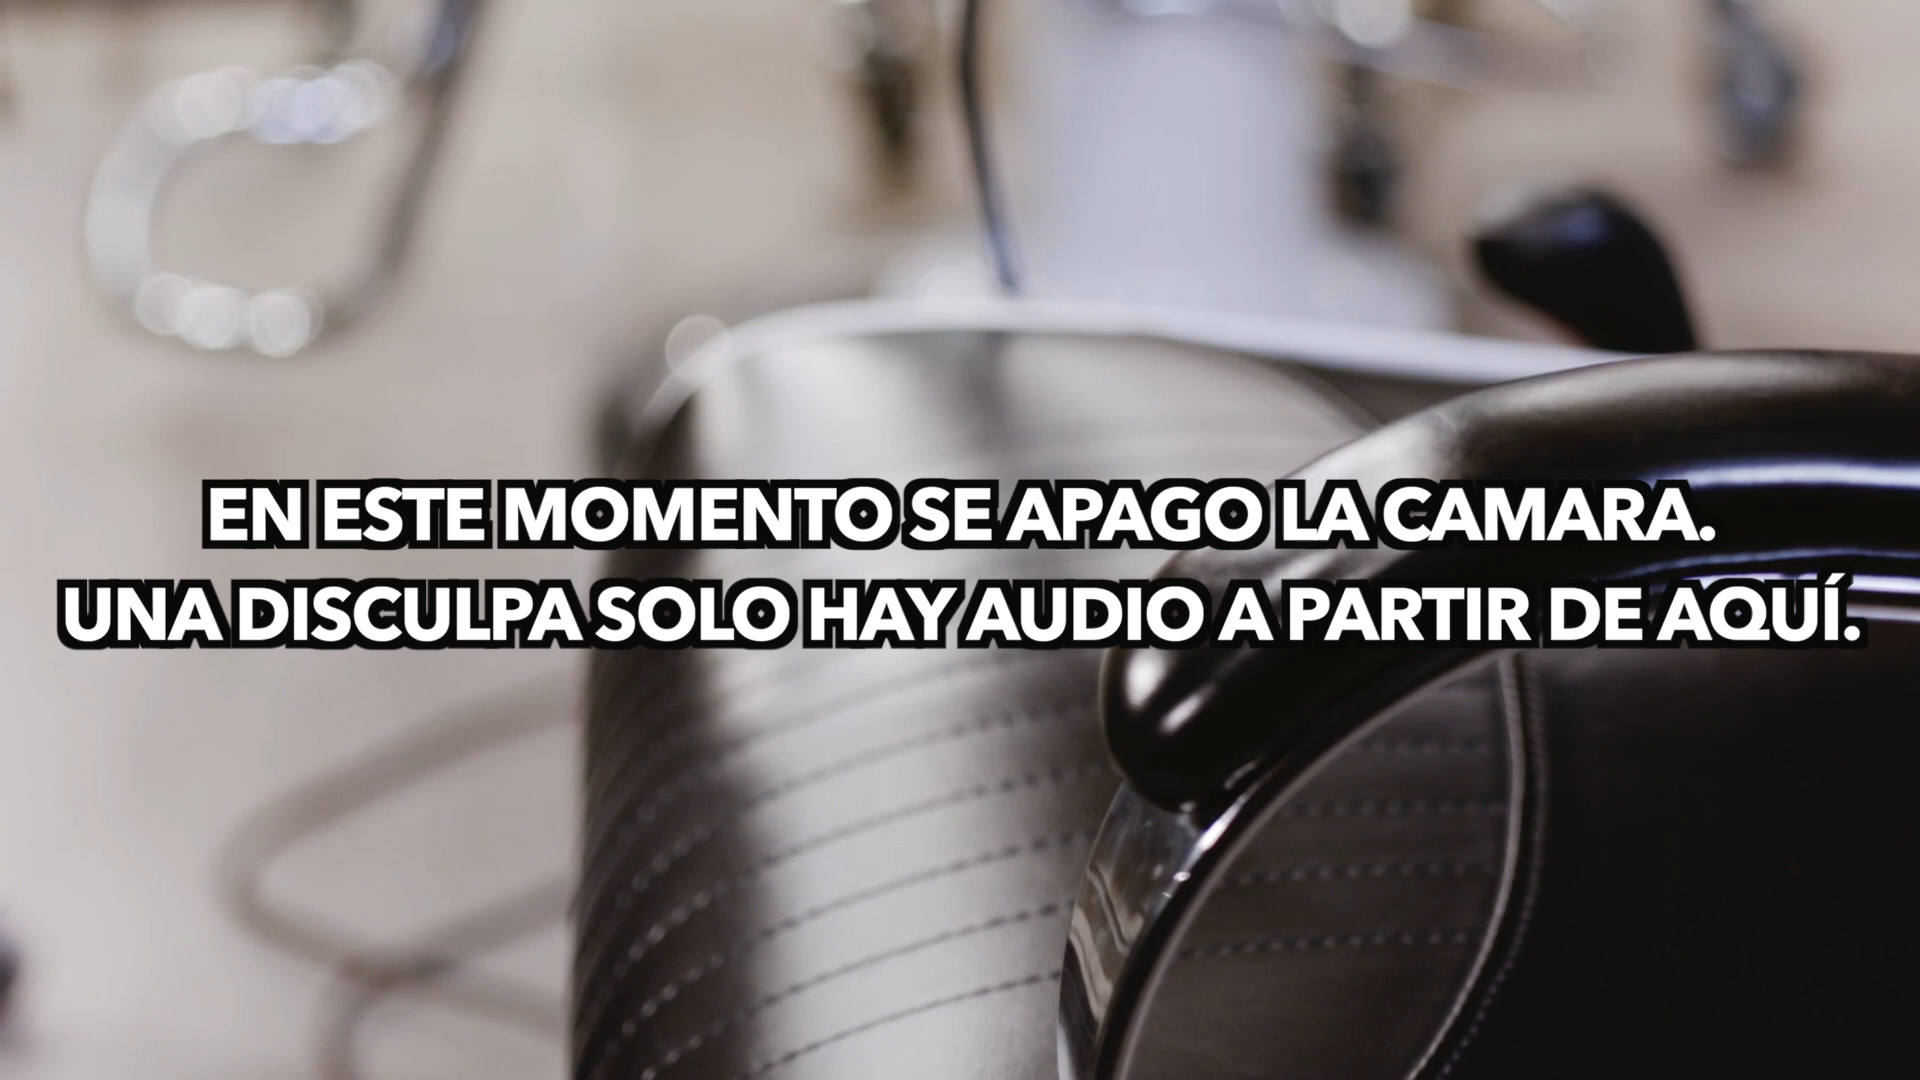 EN ESTE MOMENTO SE APAGO LA CAMARA.
UNA DISCULPA SOLO HAY AUDIO A PARTIR DE AQUÍ.